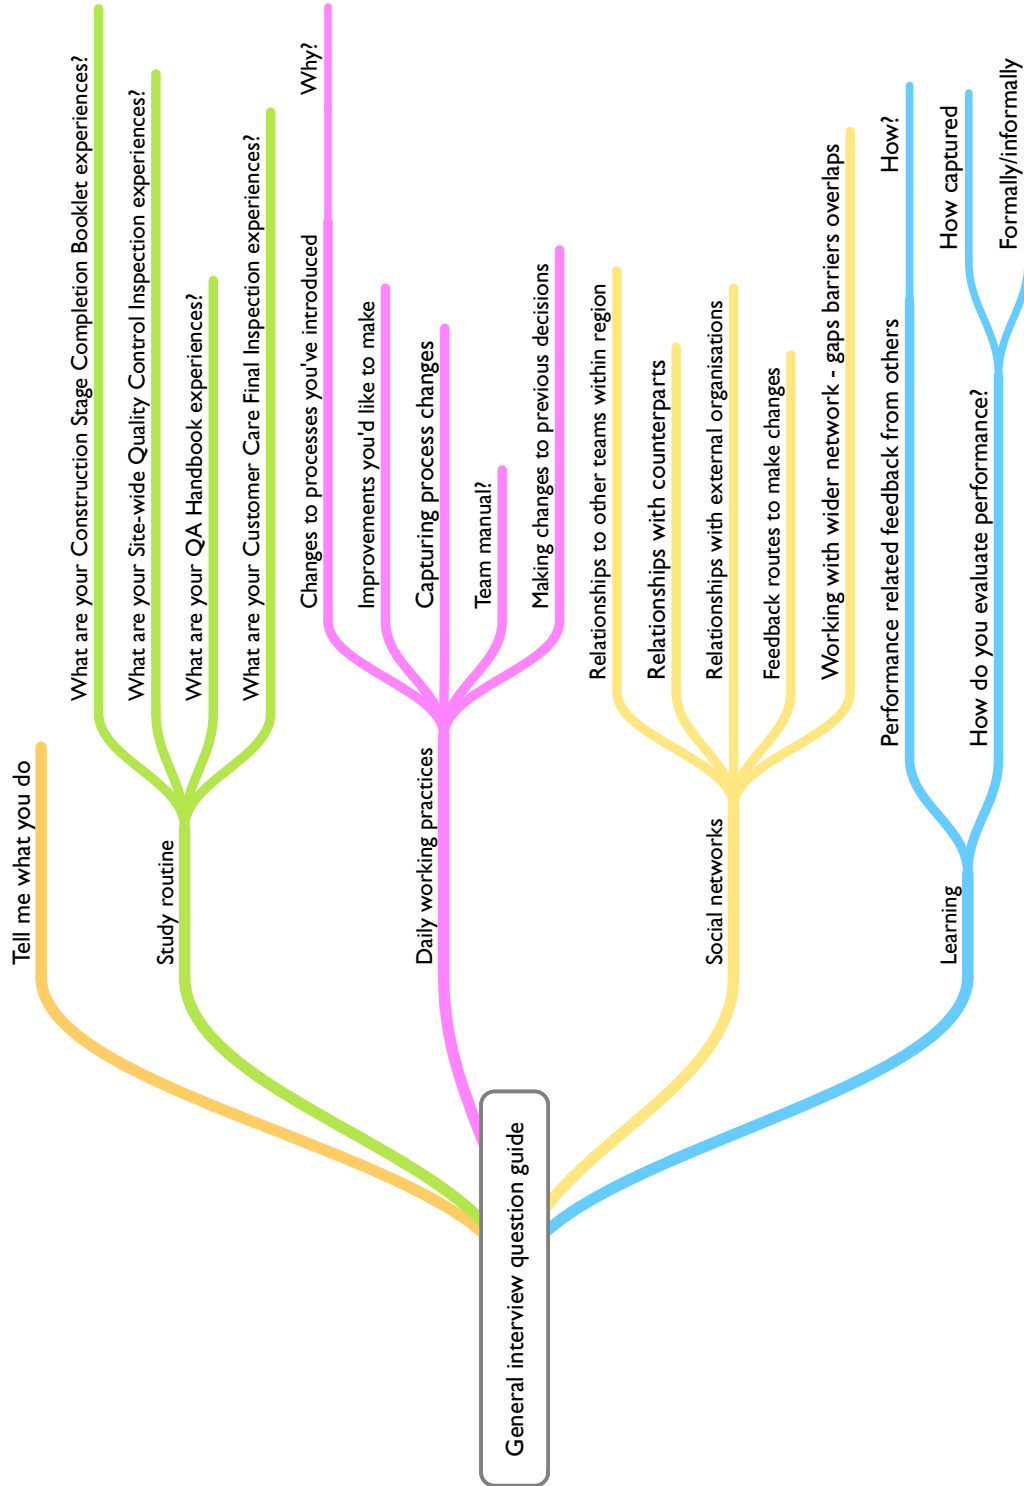 General interview question guide
Tell me what you do
Study routine
What are your Construction Stage Completion Booklet experiences?
What are your Site-wide Quality Control Inspection experiences?
What are your QA Handbook experiences?
What are your Customer Care Final Inspection experiences?
Daily working practices
Changes to processes you've introduced
Why?
Improvements you'd like to make
Capturing process changes
Team manual?
Making changes to previous decisions
Social networks
Relationships to other teams within region
Relationships with counterparts
Relationships with external organisations
Feedback routes to make changes
Working with wider network - gaps barriers overlaps
Learning
Performance related feedback from others
How?
How do you evaluate performance?
How captured
Formally/informally